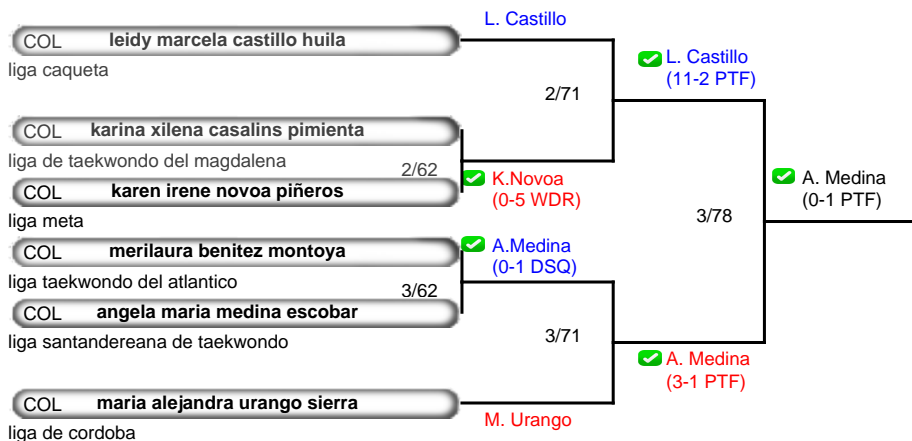 L. Castillo
COL leidy marcela castillo huila
liga caqueta
L. Castillo
(11-2 PTF)
2/71
COL karina xilena casalins pimienta
liga de taekwondo del magdalena
2/62
K.Novoa
(0-5 WDR)
COL karen irene novoa piñeros
liga meta
A. Medina
(0-1 PTF)
3/78
COL merilaura benitez montoya
liga taekwondo del atlantico
A.Medina
(0-1 DSQ)
3/62
COL angela maria medina escobar
liga santandereana de taekwondo
3/71
A. Medina
(3-1 PTF)
COL maria alejandra urango sierra
liga de cordoba
M. Urango